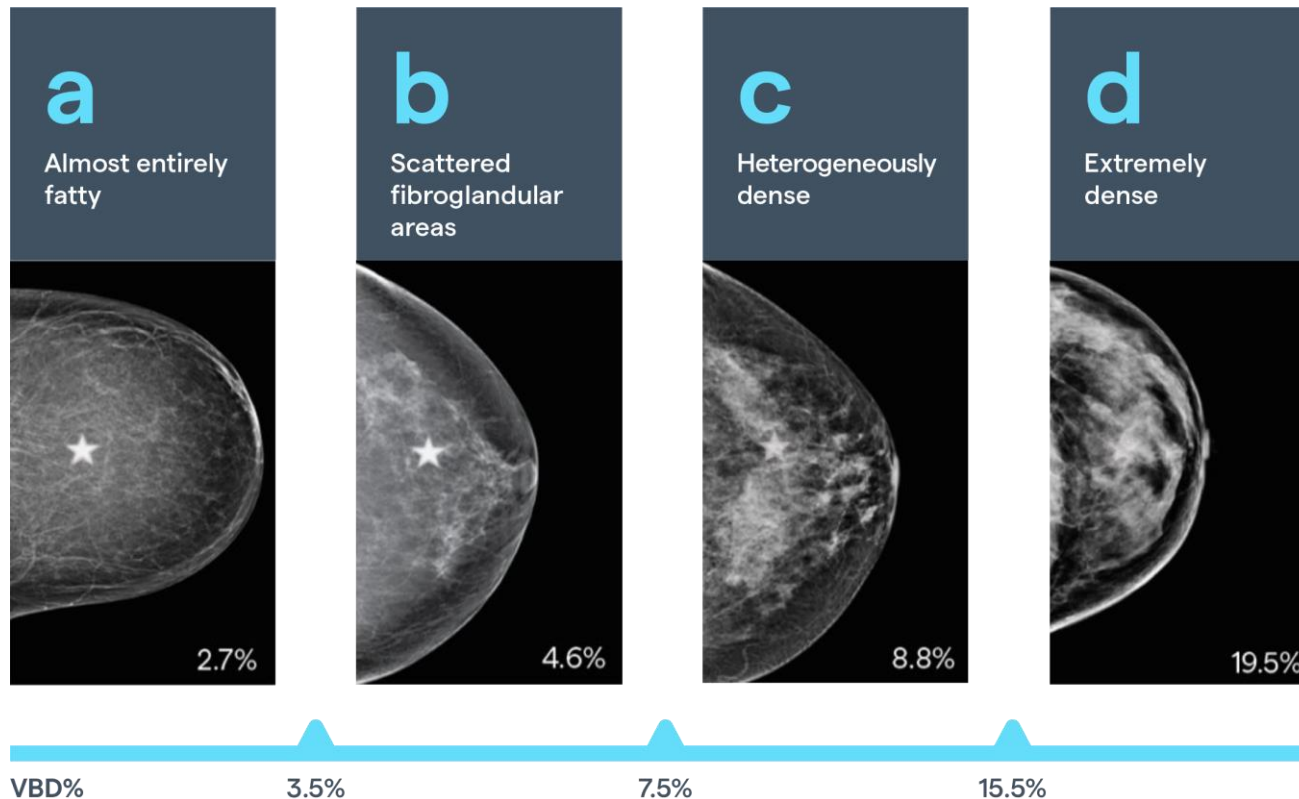 a
Almost entirely
fatty
b
Scattered
fibroglandular
areas
c
Heterogeneously
dense
d
Extremely
dense
2.7%
4.6%
8.8%
19.5%
VBD%
3.5%
7.5%
15.5%